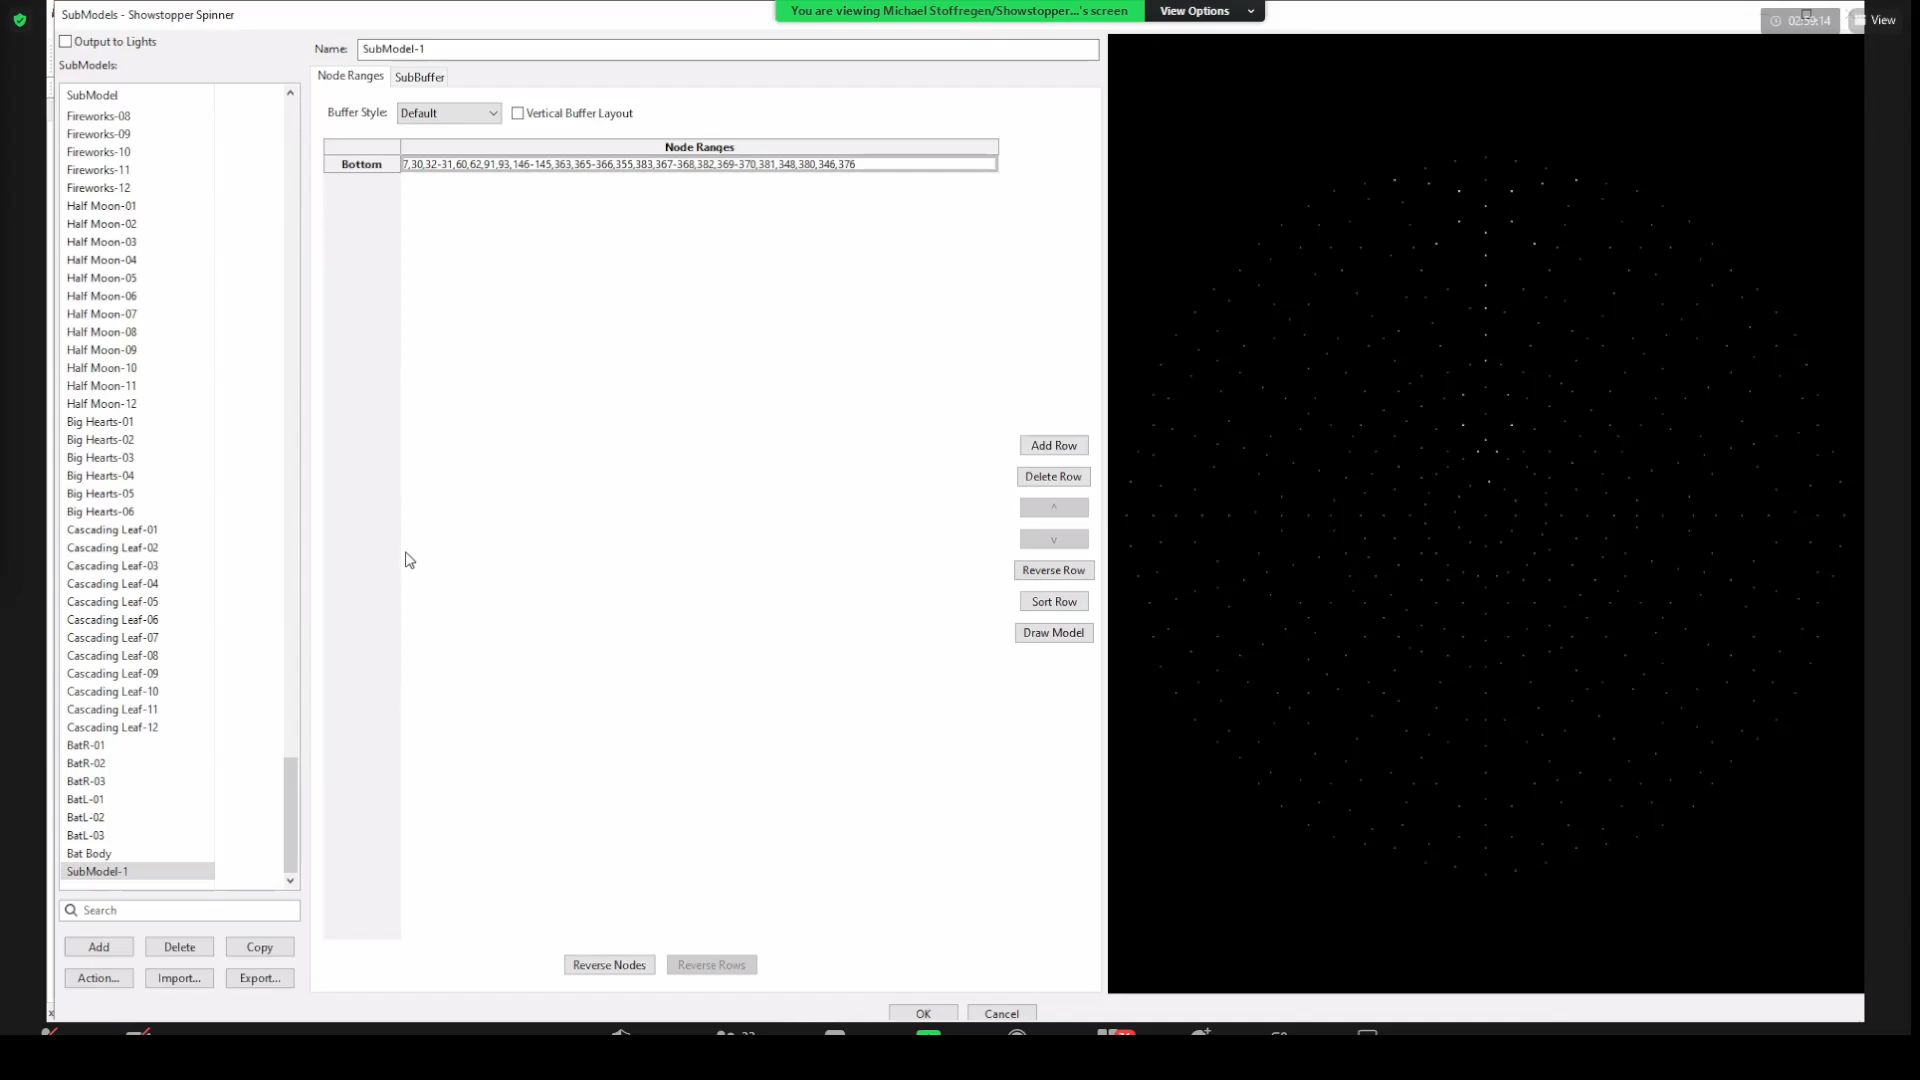 SubModels - Showstopper Spinner
You are viewing Michael Stoffregen/Showstopper...'s screen
View Options
02:59:14
View
Output to Lights
SubModels:
Name:
SubModel-1
Node Ranges
SubBuffer
Buffer Style:
Default
Vertical Buffer Layout
Node Ranges
Bottom
7,30,32-31,60,62,91,93,146-145,363,365-366,355,383,367-368,382,369-370,381,348,380,346,376
SubModel
Fireworks-08
Fireworks-09
Fireworks-10
Fireworks-11
Fireworks-12
Half Moon-01
Half Moon-02
Half Moon-03
Half Moon-04
Half Moon-05
Half Moon-06
Half Moon-07
Half Moon-08
Half Moon-09
Half Moon-10
Half Moon-11
Half Moon-12
Big Hearts-01
Big Hearts-02
Big Hearts-03
Big Hearts-04
Big Hearts-05
Big Hearts-06
Cascading Leaf-01
Cascading Leaf-02
Cascading Leaf-03
Cascading Leaf-04
Cascading Leaf-05
Cascading Leaf-06
Cascading Leaf-07
Cascading Leaf-08
Cascading Leaf-09
Cascading Leaf-10
Cascading Leaf-11
Cascading Leaf-12
BatR-01
BatR-02
BatR-03
BatL-01
BatL-02
BatL-03
Bat Body
SubModel-1
Add Row
Delete Row
^
v
Reverse Row
Sort Row
Draw Model
Search
Add
Delete
Copy
Action...
Import...
Export...
Reverse Nodes
Reverse Rows
OK
Cancel